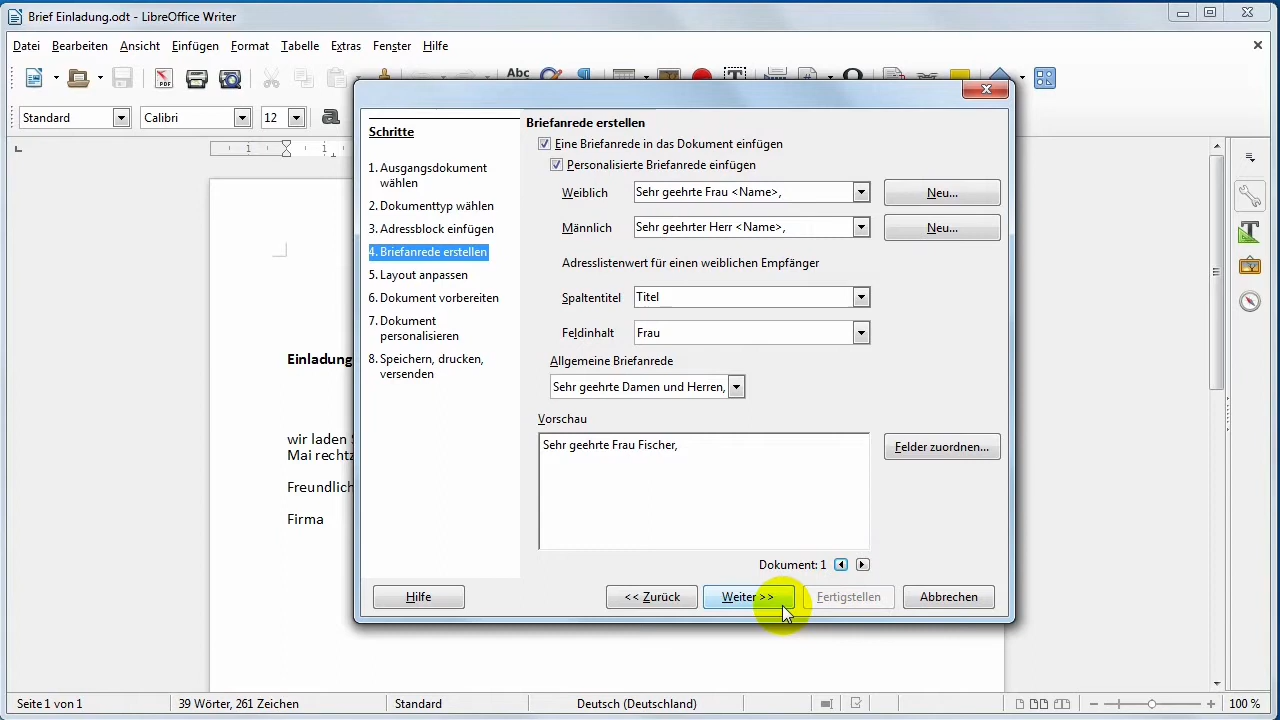 Brief Einladung.odt - LibreOffice Writer
Datei Bearbeiten Ansicht Einfügen Format Tabelle Extras Fenster Hilfe
Abc
PDF
Standard Calibri 12
Schritte
1. Ausgangsdokument
wählen
2. Dokumenttyp wählen
3. Adressblock einfügen
4. Briefanrede erstellen
5. Layout anpassen
6. Dokument vorbereiten
7. Dokument
personalisieren
8. Speichern, drucken,
versenden
Briefanrede erstellen
Eine Briefanrede in das Dokument einfügen
Personalisierte Briefanrede einfügen
Weiblich Sehr geehrte Frau <Name>, Neu...
Männlich Sehr geehrter Herr <Name>, Neu...
Adresslistenwert für einen weiblichen Empfänger
Spaltentitel Titel
Feldinhalt Frau
Allgemeine Briefanrede
Sehr geehrte Damen und Herren,
Vorschau
Sehr geehrte Frau Fischer,
Felder zuordnen...
Dokument: 1
Hilfe << Zurück Weiter >> Fertigstellen Abbrechen
Einladung
wir laden S
Mai rechtz
Freundlich
Firma
Seite 1 von 1 39 Wörter, 261 Zeichen Standard Deutsch (Deutschland) 100 %